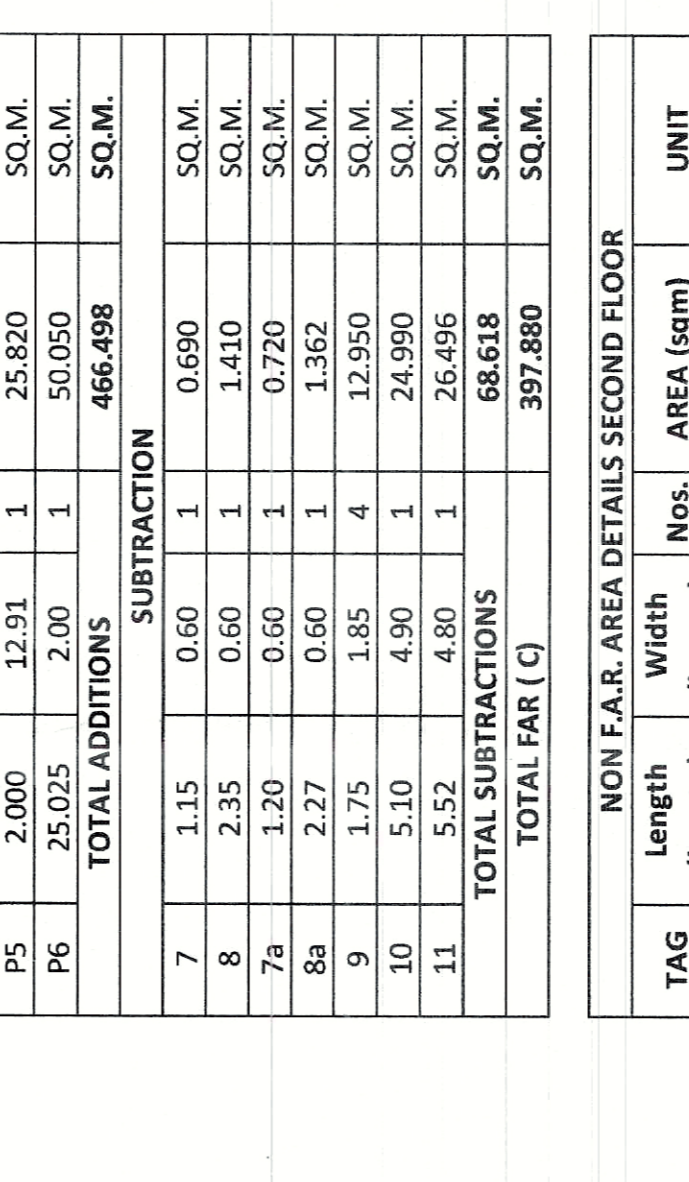 P5 2.000 12.91 1 25.820 SQ.M.
P6 25.025 2.00 1 50.050 SQ.M.
TOTAL ADDITIONS 466.498 SQ.M.
SUBTRACTION
7 1.15 0.60 1 0.690 SQ.M.
8 2.35 0.60 1 1.410 SQ.M.
7a 1.20 0.60 1 0.720 SQ.M.
8a 2.27 0.60 1 1.362 SQ.M.
9 1.75 1.85 4 12.950 SQ.M.
10 5.10 4.90 1 24.990 SQ.M.
11 5.52 4.80 1 26.496 SQ.M.
TOTAL SUBTRACTIONS 68.618 SQ.M.
TOTAL FAR ( C) 397.880 SQ.M.
NON F.A.R. AREA DETAILS SECOND FLOOR
TAG Length Width Nos. AREA (sqm) UNIT